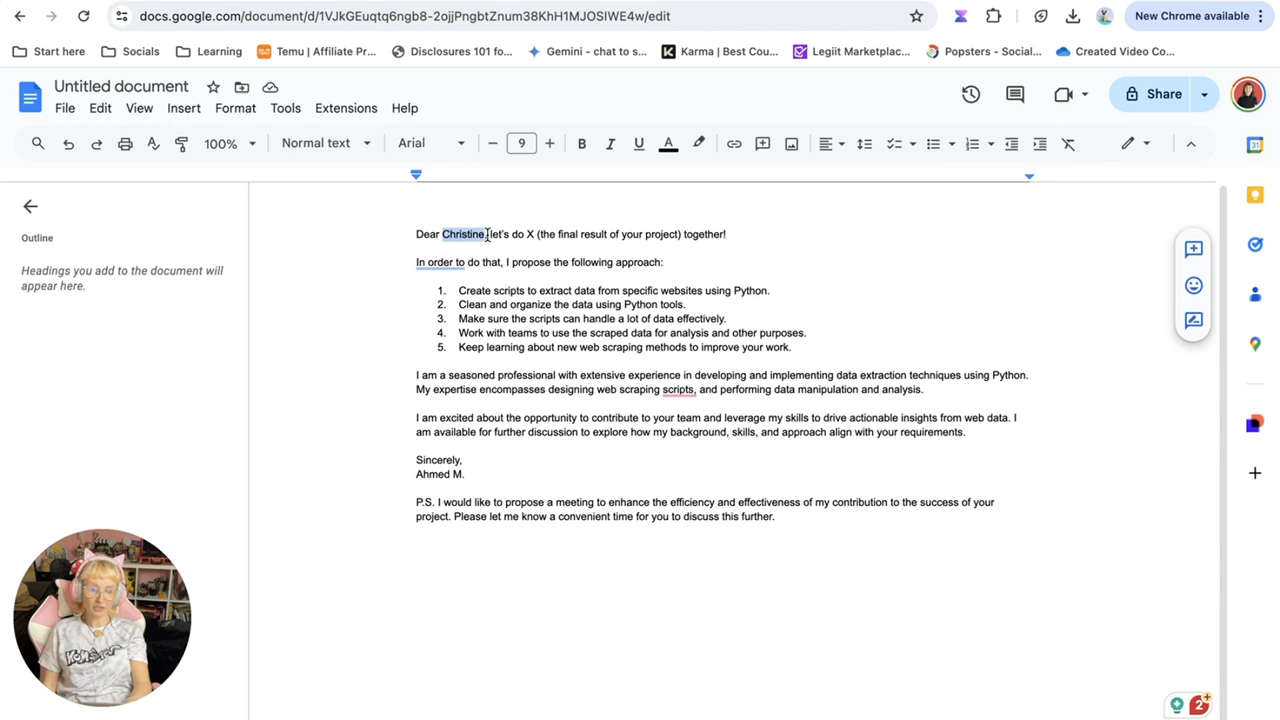 docs.google.com/document/d/1VJkGEuqtq6ngb8-2ojjPngbtZnum38KhH1MJOSIWE4w/edit
New Chrome available
Start here
Socials
Learning
Temu | Affiliate Pr...
Disclosures 101 fo...
Gemini - chat to s...
Karma | Best Cou...
Legiit Marketplac...
Popsters - Social...
Created Video Co...
Untitled document
File Edit View Insert Format Tools Extensions Help
Share
100%
Normal text
Arial
9
B I U A
31
Outline
Headings you add to the document will
appear here.
Dear Christine, let's do X (the final result of your project) together!
In order to do that, I propose the following approach:
1. Create scripts to extract data from specific websites using Python.
2. Clean and organize the data using Python tools.
3. Make sure the scripts can handle a lot of data effectively.
4. Work with teams to use the scraped data for analysis and other purposes.
5. Keep learning about new web scraping methods to improve your work.
I am a seasoned professional with extensive experience in developing and implementing data extraction techniques using Python.
My expertise encompasses designing web scraping scripts, and performing data manipulation and analysis.
I am excited about the opportunity to contribute to your team and leverage my skills to drive actionable insights from web data. I
am available for further discussion to explore how my background, skills, and approach align with your requirements.
Sincerely,
Ahmed M.
P.S. I would like to propose a meeting to enhance the efficiency and effectiveness of my contribution to the success of your
project. Please let me know a convenient time for you to discuss this further.
2